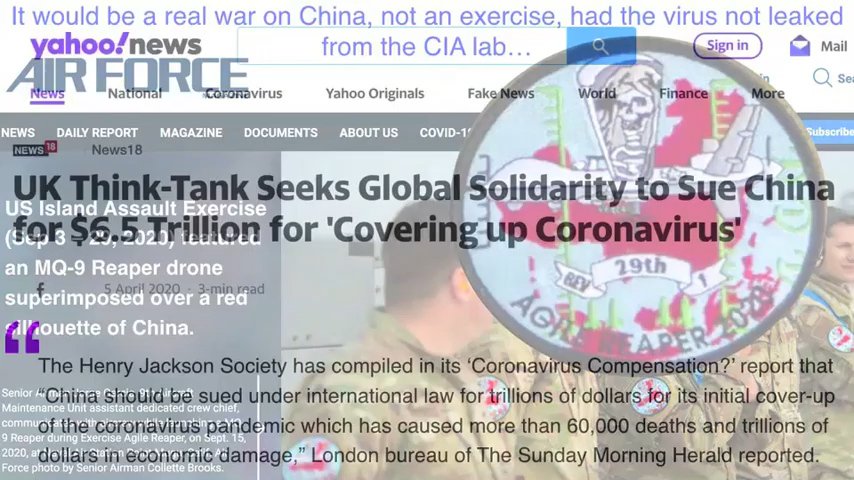 It would be a real war on China, not an exercise, had the virus not leaked
from the CIA lab…
yahoo!news
Sign in
Mail
AIR FORCE
News National Coronavirus Yahoo Originals Fake News World Finance More
NEWS DAILY REPORT MAGAZINE DOCUMENTS ABOUT US
Subscribe
NEWS 18 News18
UK Think-Tank Seeks Global Solidarity to Sue China
for $6.5 Trillion for 'Covering up Coronavirus'
US Island Assault Exercise
(Sep 3 - 29, 2020) featured
an MQ-9 Reaper drone
superimposed over a red
silhouette of China.
5 April 2020 · 3-min read
REV 29th 1
AGILE REAPER
The Henry Jackson Society has compiled in its ‘Coronavirus Compensation?’ report that
“China should be sued under international law for trillions of dollars for its initial cover-up
of the coronavirus pandemic which has caused more than 60,000 deaths and trillions of
dollars in economic damage,” London bureau of The Sunday Morning Herald reported.
Maintenance Unit assistant dedicated crew chief,
9 Reaper during Exercise Agile Reaper, on Sept. 15,
Force photo by Senior Airman Collette Brooks.